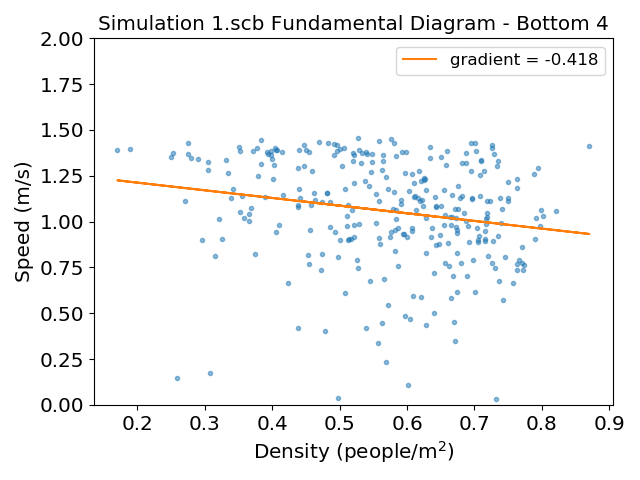 Simulation 1.scb Fundamental Diagram - Bottom 4
gradient = -0.418
Speed (m/s)
2.00
1.75
1.50
1.25
1.00
0.75
0.50
0.25
0.00
0.2 0.3 0.4 0.5 0.6 0.7 0.8 0.9
Density (people/m²)